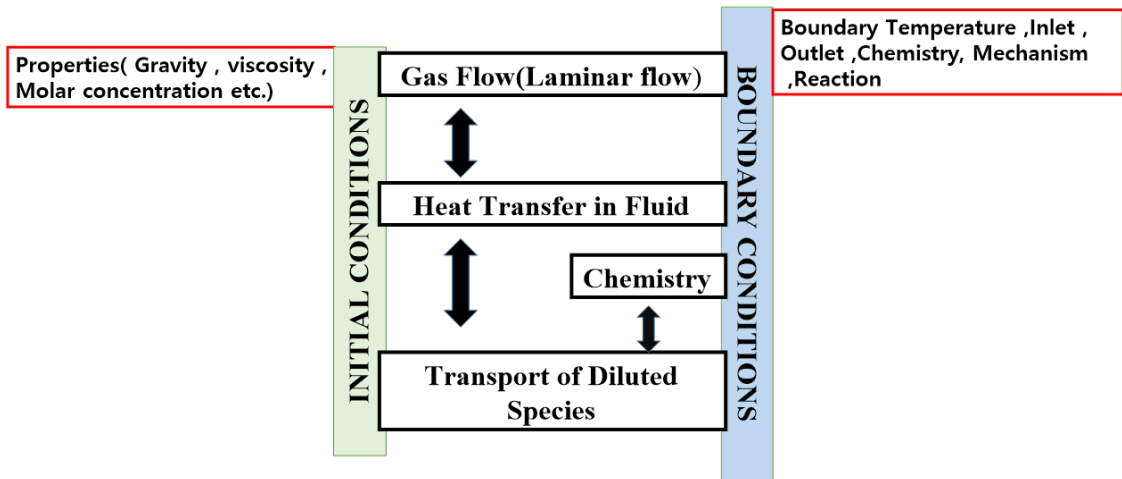 Properties( Gravity , viscosity ,
Molar concentration etc.)
INITIAL CONDITIONS
Gas Flow(Laminar flow)
Heat Transfer in Fluid
Chemistry
Transport of Diluted
Species
BOUNDARY CONDITIONS
Boundary Temperature ,Inlet ,
Outlet ,Chemistry, Mechanism
,Reaction